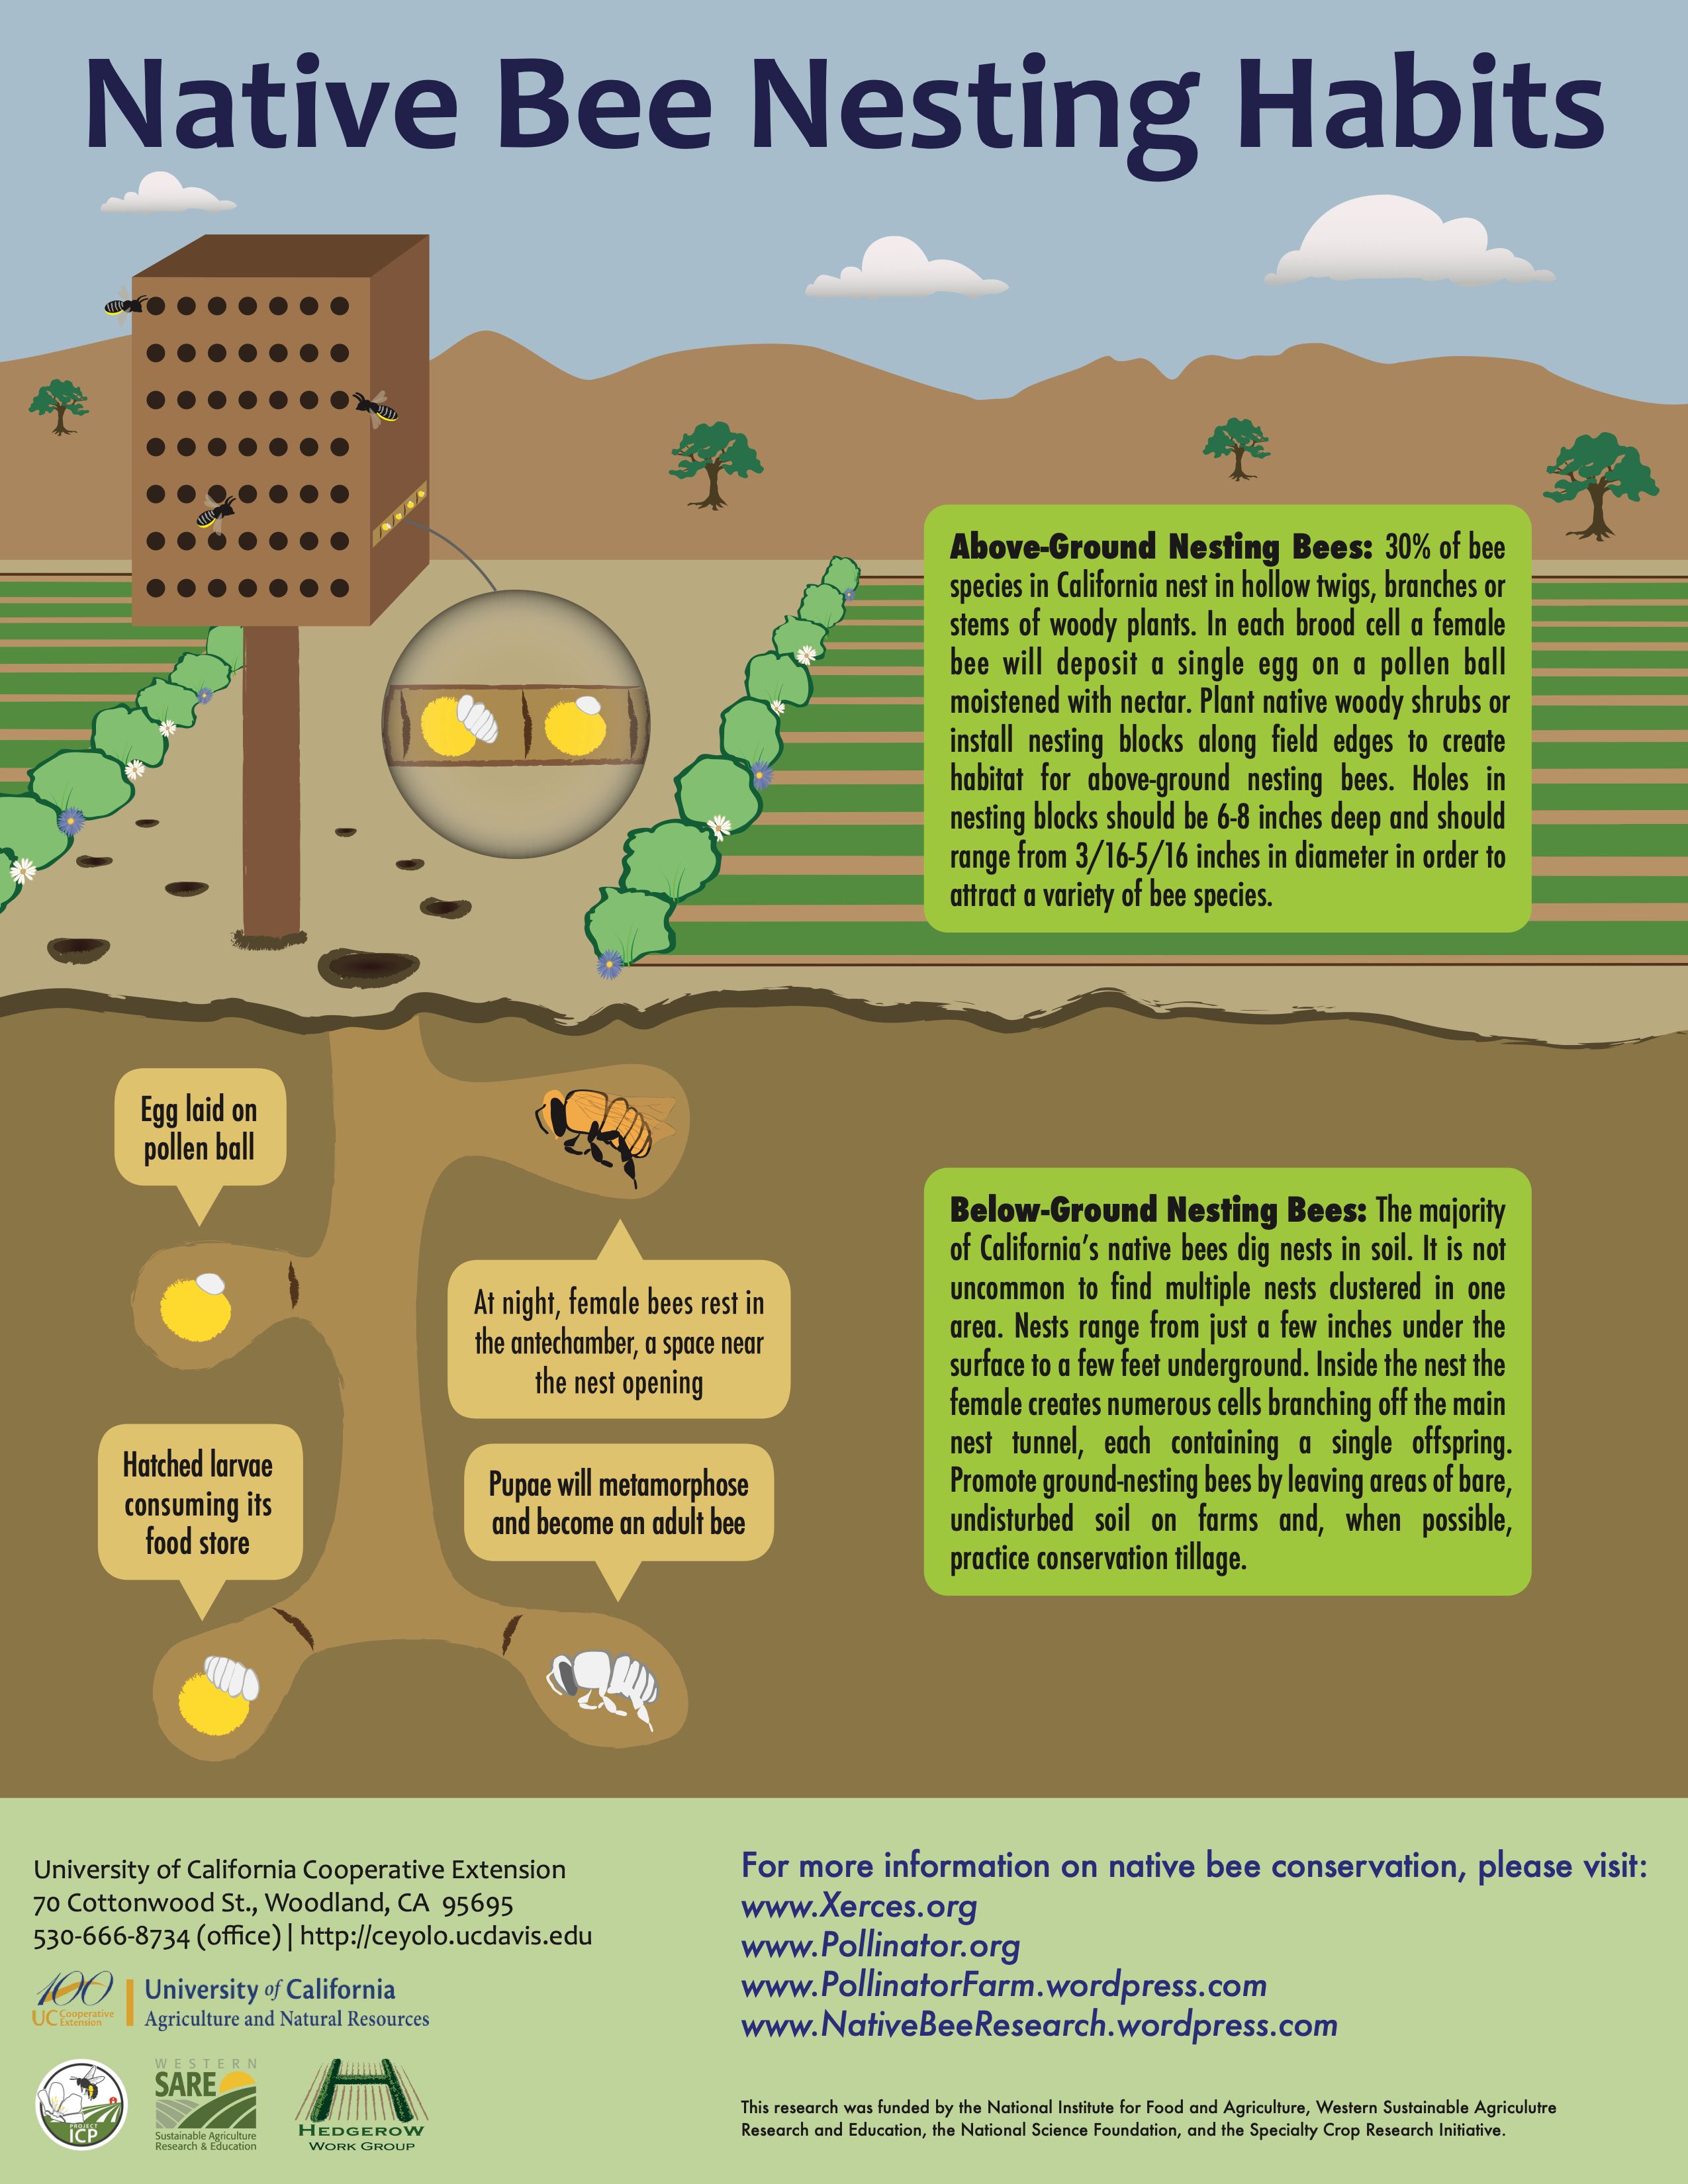 Native Bee Nesting Habits
Above-Ground Nesting Bees: 30% of bee
species in California nest in hollow twigs, branches or
stems of woody plants. In each brood cell a female
bee will deposit a single egg on a pollen ball
moistened with nectar. Plant native woody shrubs or
install nesting blocks along field edges to create
habitat for above-ground nesting bees. Holes in
nesting blocks should be 6-8 inches deep and should
range from 3/16-5/16 inches in diameter in order to
attract a variety of bee species.
Egg laid on
pollen ball
At night, female bees rest in
the antechamber, a space near
the nest opening
Hatched larvae
consuming its
food store
Pupae will metamorphose
and become an adult bee
Below-Ground Nesting Bees: The majority
of California's native bees dig nests in soil. It is not
uncommon to find multiple nests clustered in one
area. Nests range from just a few inches under the
surface to a few feet underground. Inside the nest the
female creates numerous cells branching off the main
nest tunnel, each containing a single offspring.
Promote ground-nesting bees by leaving areas of bare,
undisturbed soil on farms and, when possible,
practice conservation tillage.
University of California Cooperative Extension
70 Cottonwood St., Woodland, CA 95695
530-666-8734 (office) | http://ceyolo.ucdavis.edu
100
UC Cooperative
Extension
University of California
Agriculture and Natural Resources
PROJECT
ICP
WESTERN
SARE
Sustainable Agriculture
Research & Education
HEDGEROW
WORK GROUP
For more information on native bee conservation, please visit:
www.Xerces.org
www.Pollinator.org
www.PollinatorFarm.wordpress.com
www.NativeBeeResearch.wordpress.com
This research was funded by the National Institute for Food and Agriculture, Western Sustainable Agriculutre
Research and Education, the National Science Foundation, and the Specialty Crop Research Initiative.